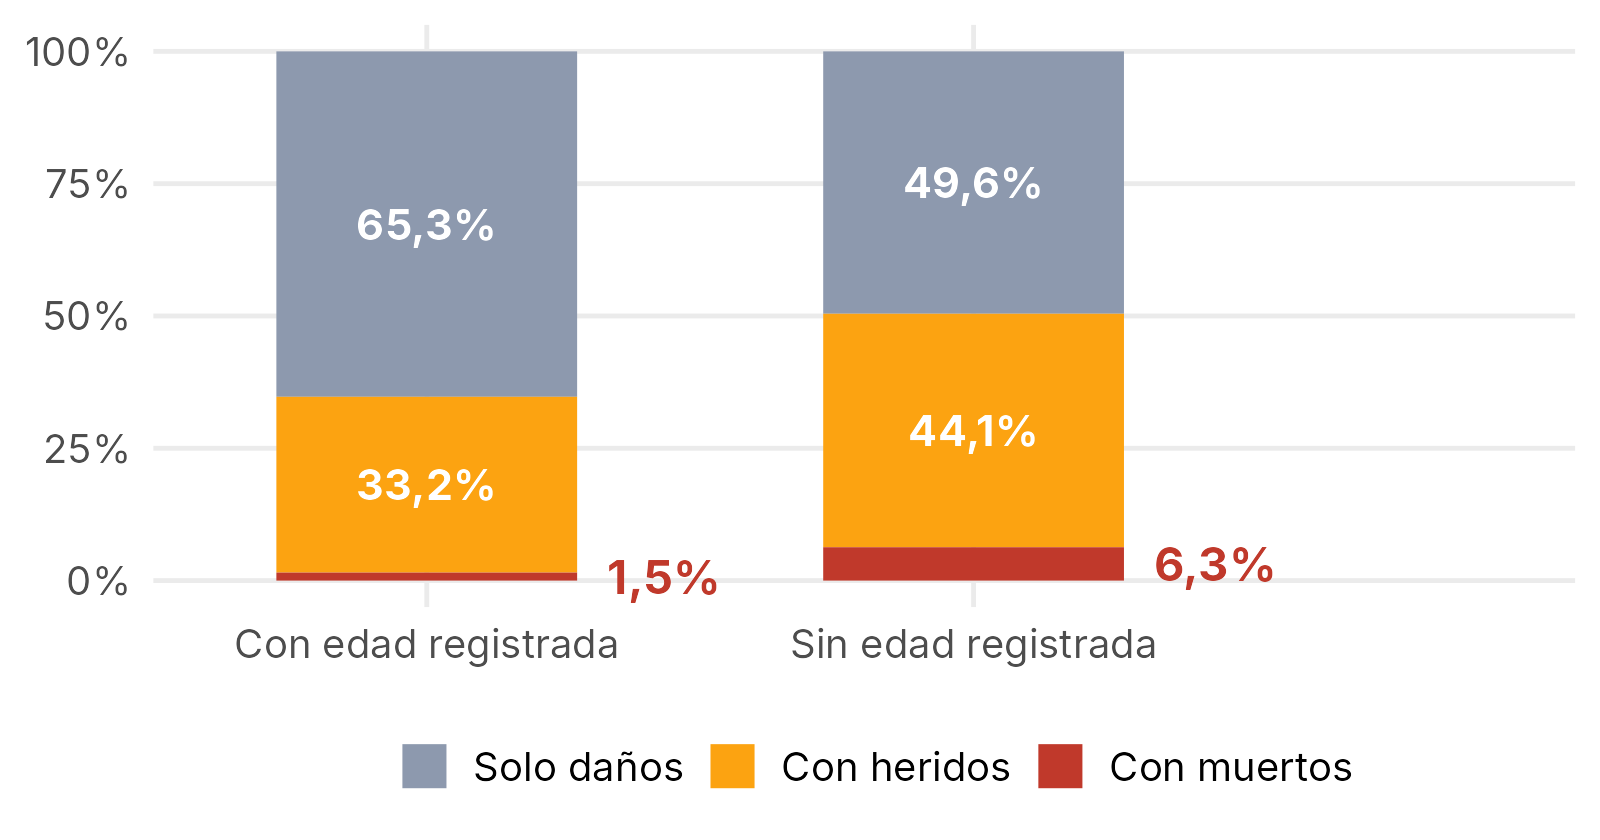 100%
75%
50%
25%
0%
65,3%
33,2%
1,5%
49,6%
44,1%
6,3%
Con edad registrada
Sin edad registrada
Solo daños
Con heridos
Con muertos